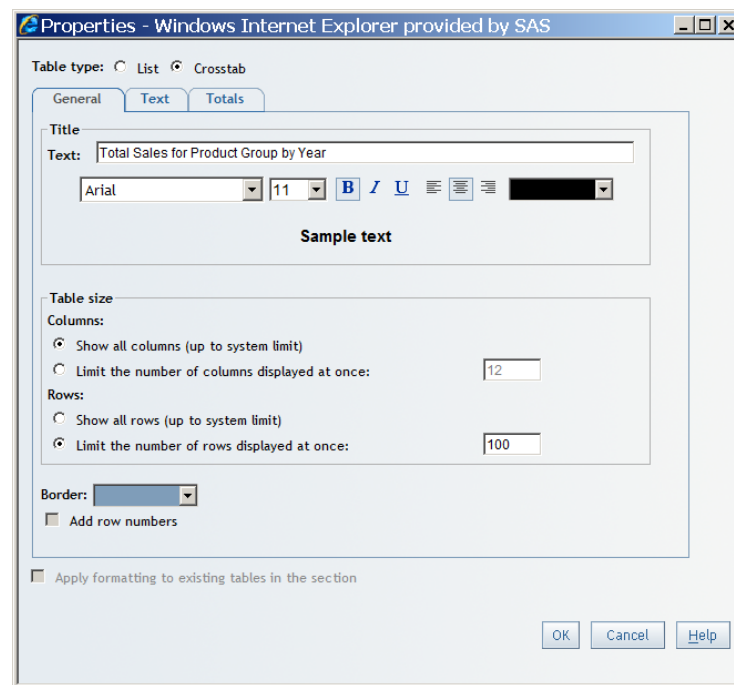 Properties - Windows Internet Explorer provided by SAS
Table type: List Crosstab
General Text Totals
Title
Text: Total Sales for Product Group by Year
Arial 11 B I U
Sample text
Table size
Columns:
Show all columns (up to system limit)
Limit the number of columns displayed at once: 12
Rows:
Show all rows (up to system limit)
Limit the number of rows displayed at once: 100
Border:
Add row numbers
Apply formatting to existing tables in the section
OK Cancel Help